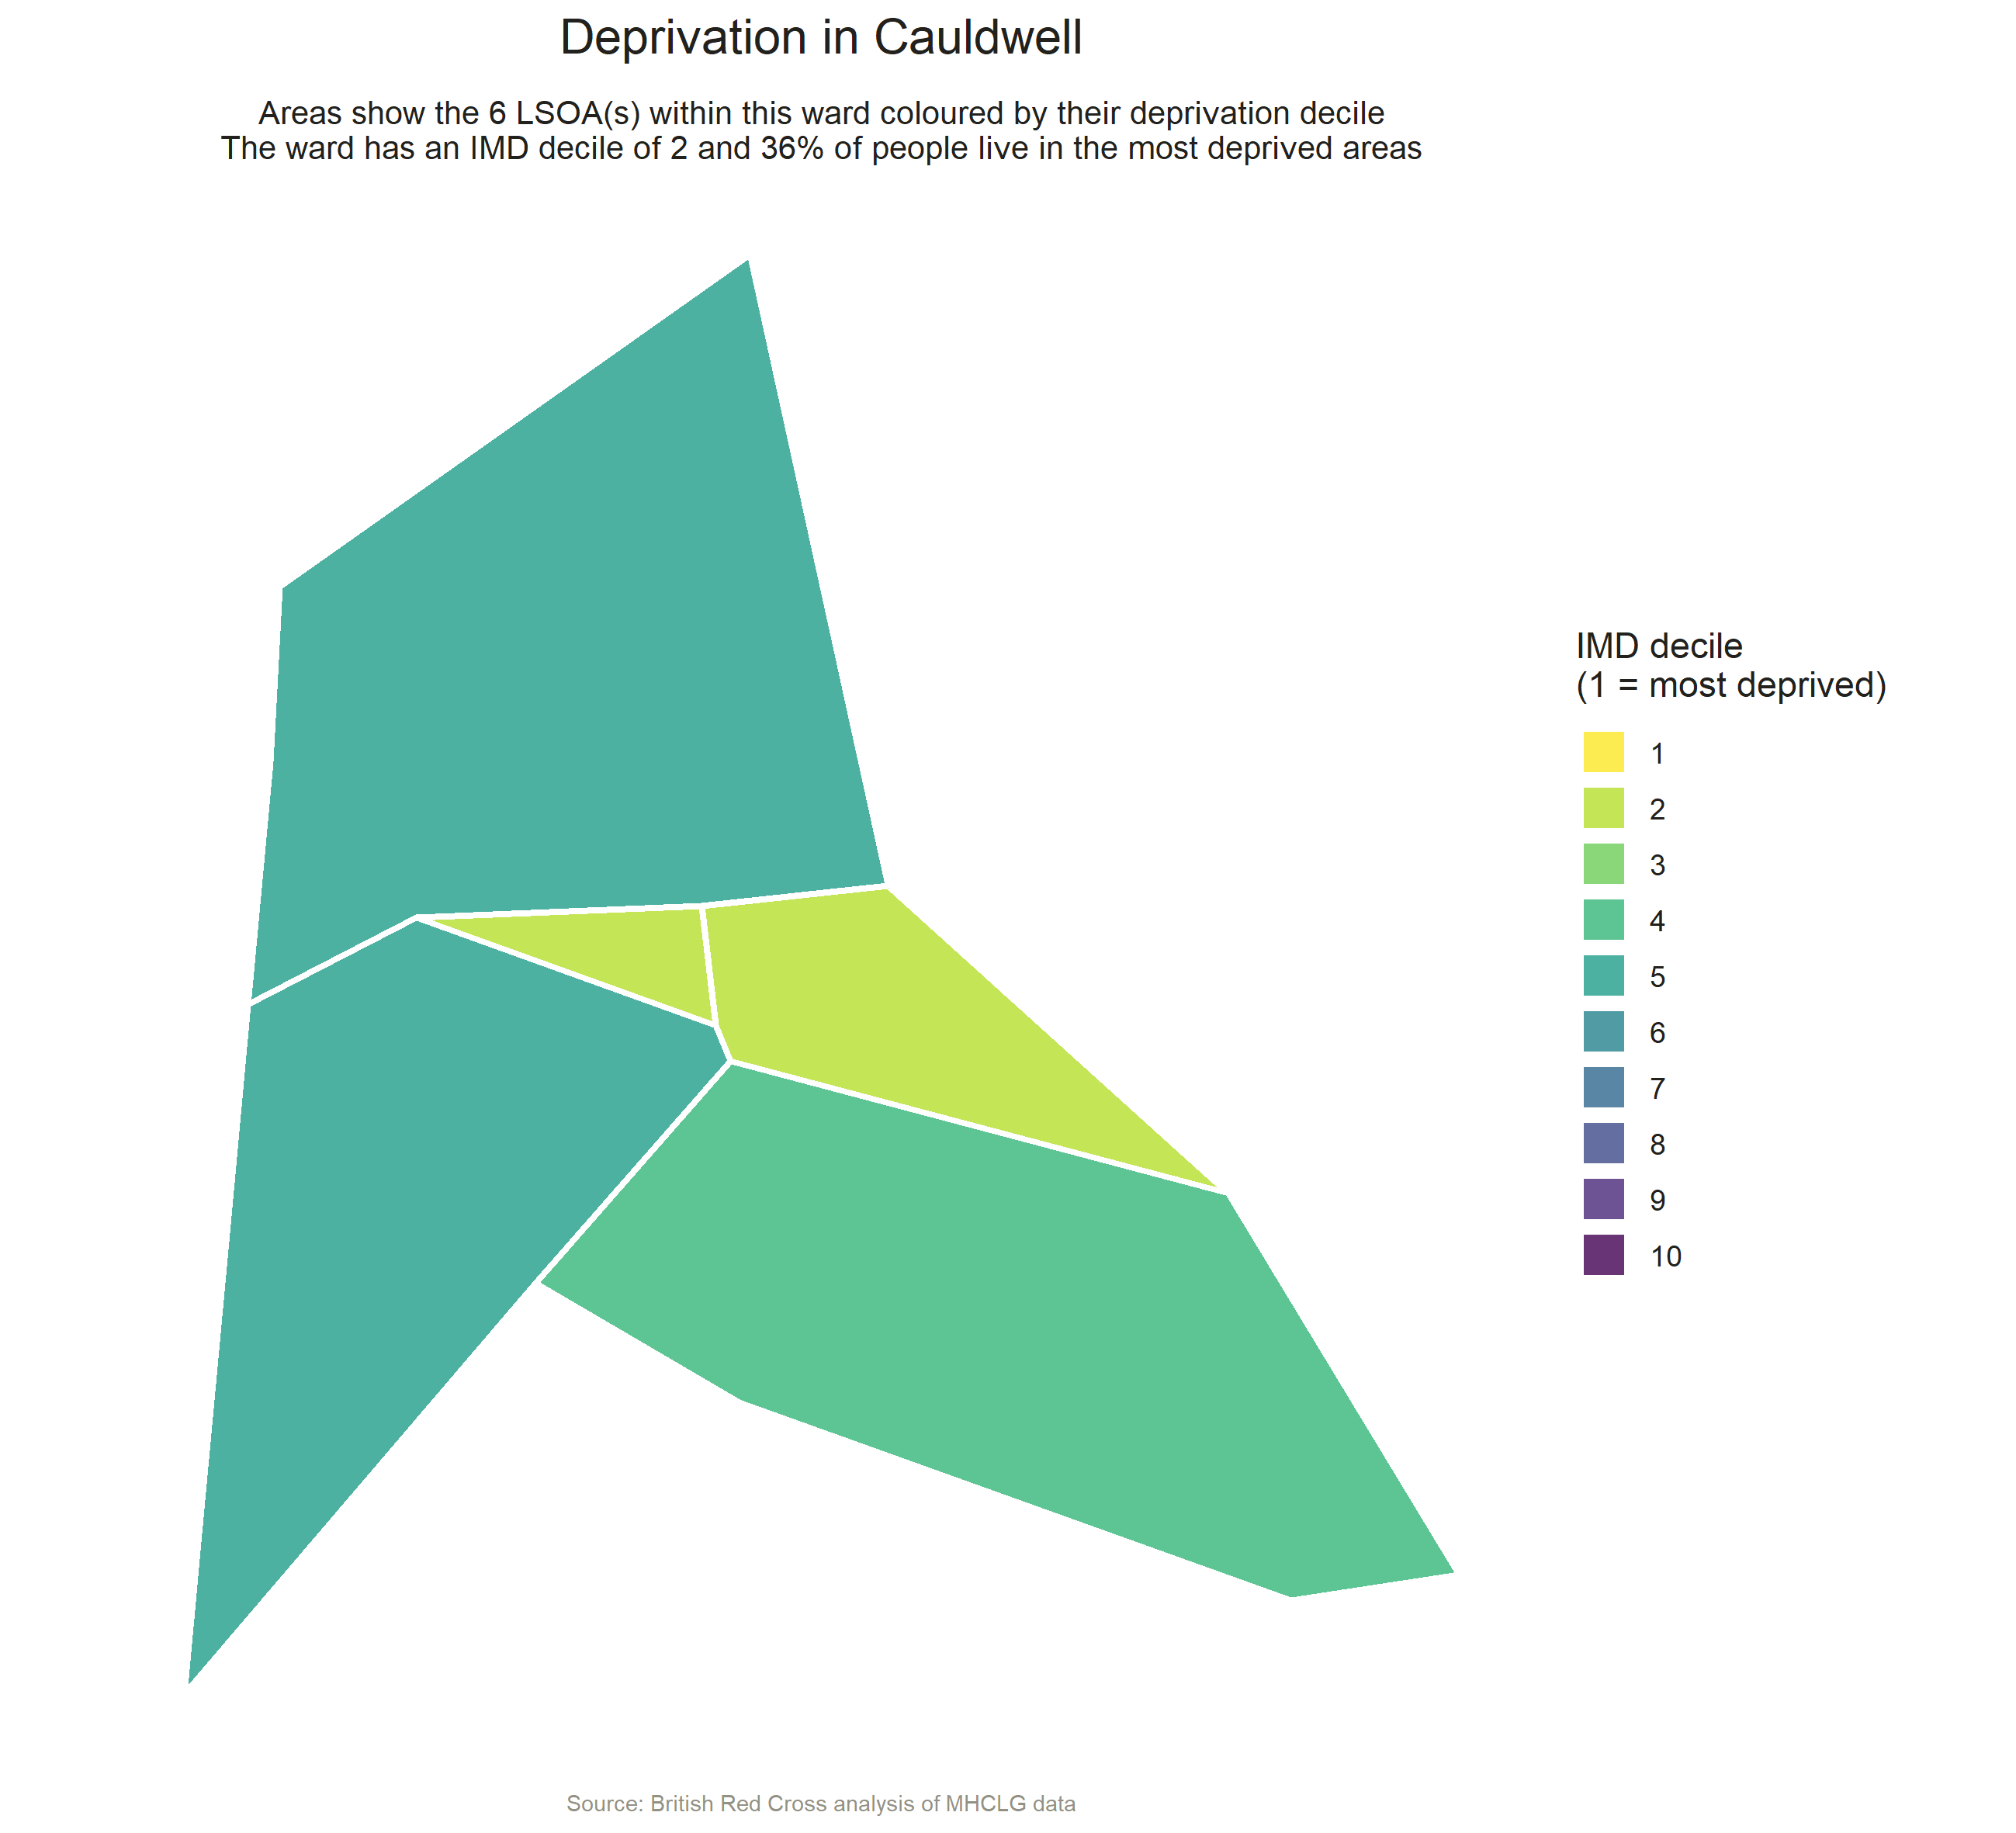 Deprivation in Cauldwell
Areas show the 6 LSOA(s) within this ward coloured by their deprivation decile
The ward has an IMD decile of 2 and 36% of people live in the most deprived areas
IMD decile
(1 = most deprived)
1
2
3
4
5
6
7
8
9
10
Source: British Red Cross analysis of MHCLG data